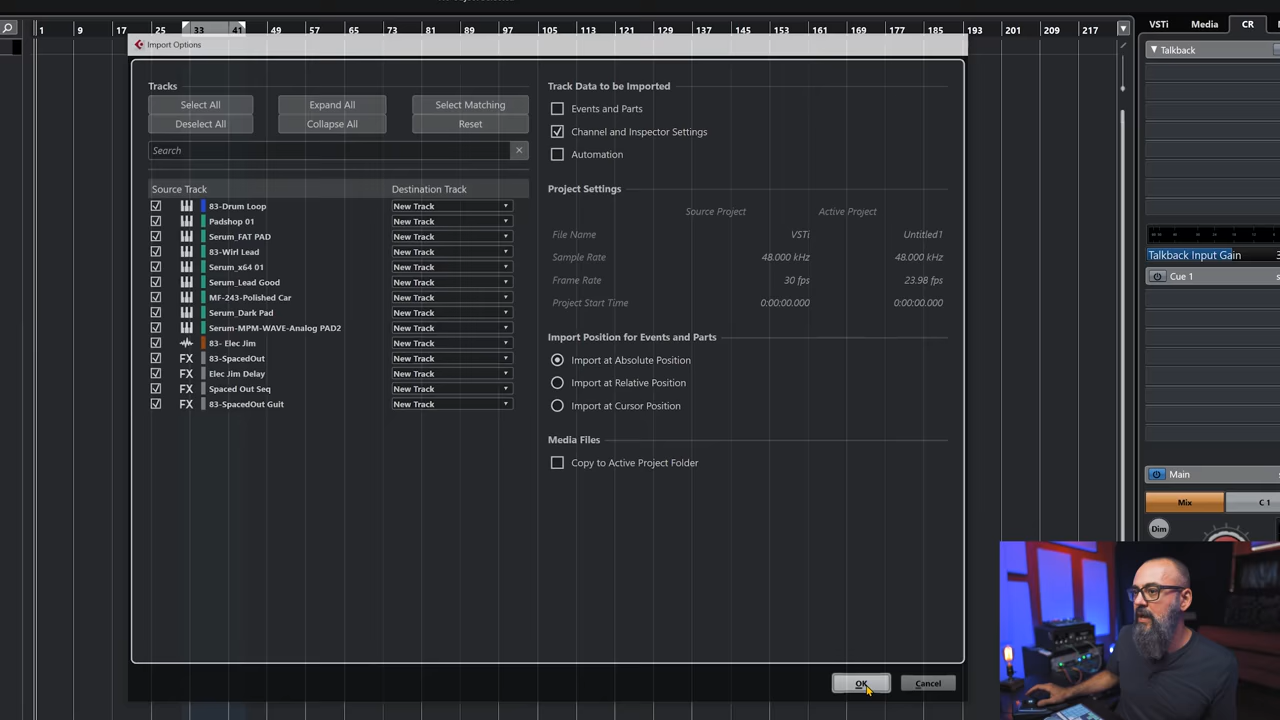 1 9 17 25 33 41 49 57 65 73 81 89 97 105 113 121 129 137 145 153 161 169 177 185 193 201 209 217
VSTi Media CR
Import Options
Talkback
Tracks
Select All Expand All Select Matching
Deselect All Collapse All Reset
Search
Source Track Destination Track
83-Drum Loop New Track
Padshop 01 New Track
Serum_FAT PAD New Track
83-Wirl Lead New Track
Serum_x64 01 New Track
Serum_Lead Good New Track
MF-243-Polished Car New Track
Serum_Dark Pad New Track
Serum-MPM-WAVE-Analog PAD2 New Track
83- Elec Jim New Track
FX 83-SpacedOut New Track
FX Elec Jim Delay New Track
FX Spaced Out Seq New Track
FX 83-SpacedOut Guit New Track
Track Data to be Imported
Events and Parts
Channel and Inspector Settings
Automation
Project Settings
Source Project Active Project
File Name VSTi Untitled1
Sample Rate 48.000 kHz 48.000 kHz
Frame Rate 30 fps 23.98 fps
Project Start Time 0:00:00.000 0:00:00.000
Import Position for Events and Parts
Import at Absolute Position
Import at Relative Position
Import at Cursor Position
Media Files
Copy to Active Project Folder
OK Cancel
Talkback Input Gain
Cue 1
Main
Mix C 1
Dim